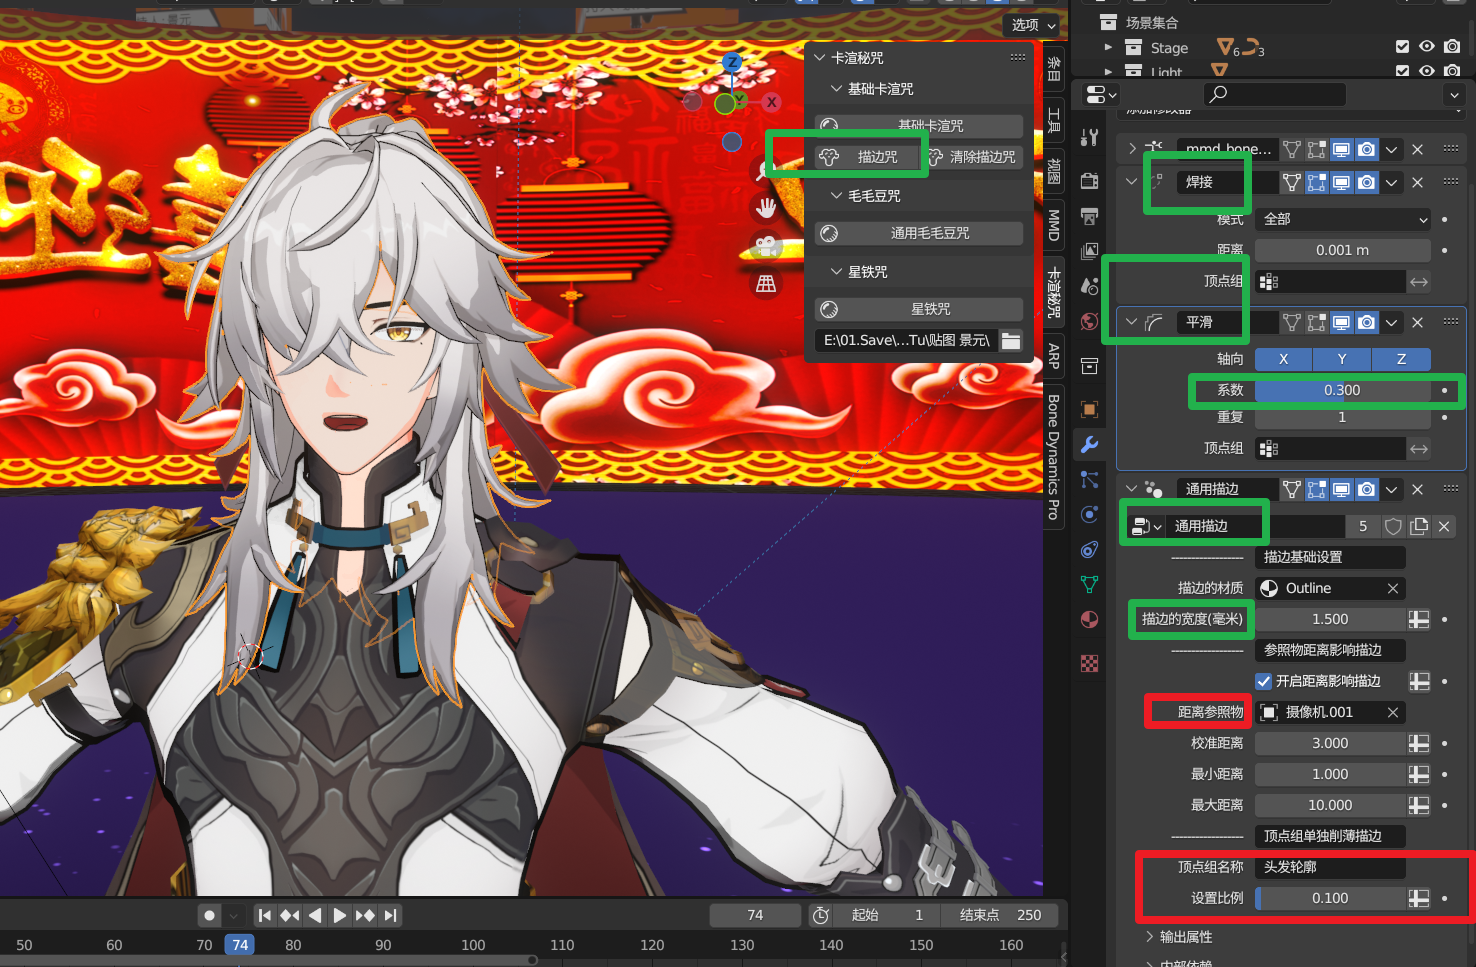 选项
场景集合
Stage
6
3
Light
卡渲秘咒
基础卡渲咒
基础卡渲咒
描边咒
清除描边咒
毛毛豆咒
通用毛毛豆咒
星铁咒
星铁咒
E:\01.Save\...Tu\贴图 景元\
Z
Y
X
条目
工具
视图
MMD
卡渲秘咒
ARP
Bone Dynamics Pro
添加修改器
mmd_bone...
焊接
模式
全部
距离
0.001 m
顶点组
平滑
轴向
X
Y
Z
系数
0.300
重复
1
顶点组
通用描边
通用描边
5
------------------
描边基础设置
描边的材质
Outline
描边的宽度(毫米)
1.500
------------------
参照物距离影响描边
开启距离影响描边
距离参照物
摄像机.001
校准距离
3.000
最小距离
1.000
最大距离
10.000
------------------
顶点组单独削薄描边
顶点组名称
头发轮廓
设置比例
0.100
输出属性
内部依赖
74
起始
1
结束点
250
50
60
70
74
80
90
100
110
120
130
140
150
160